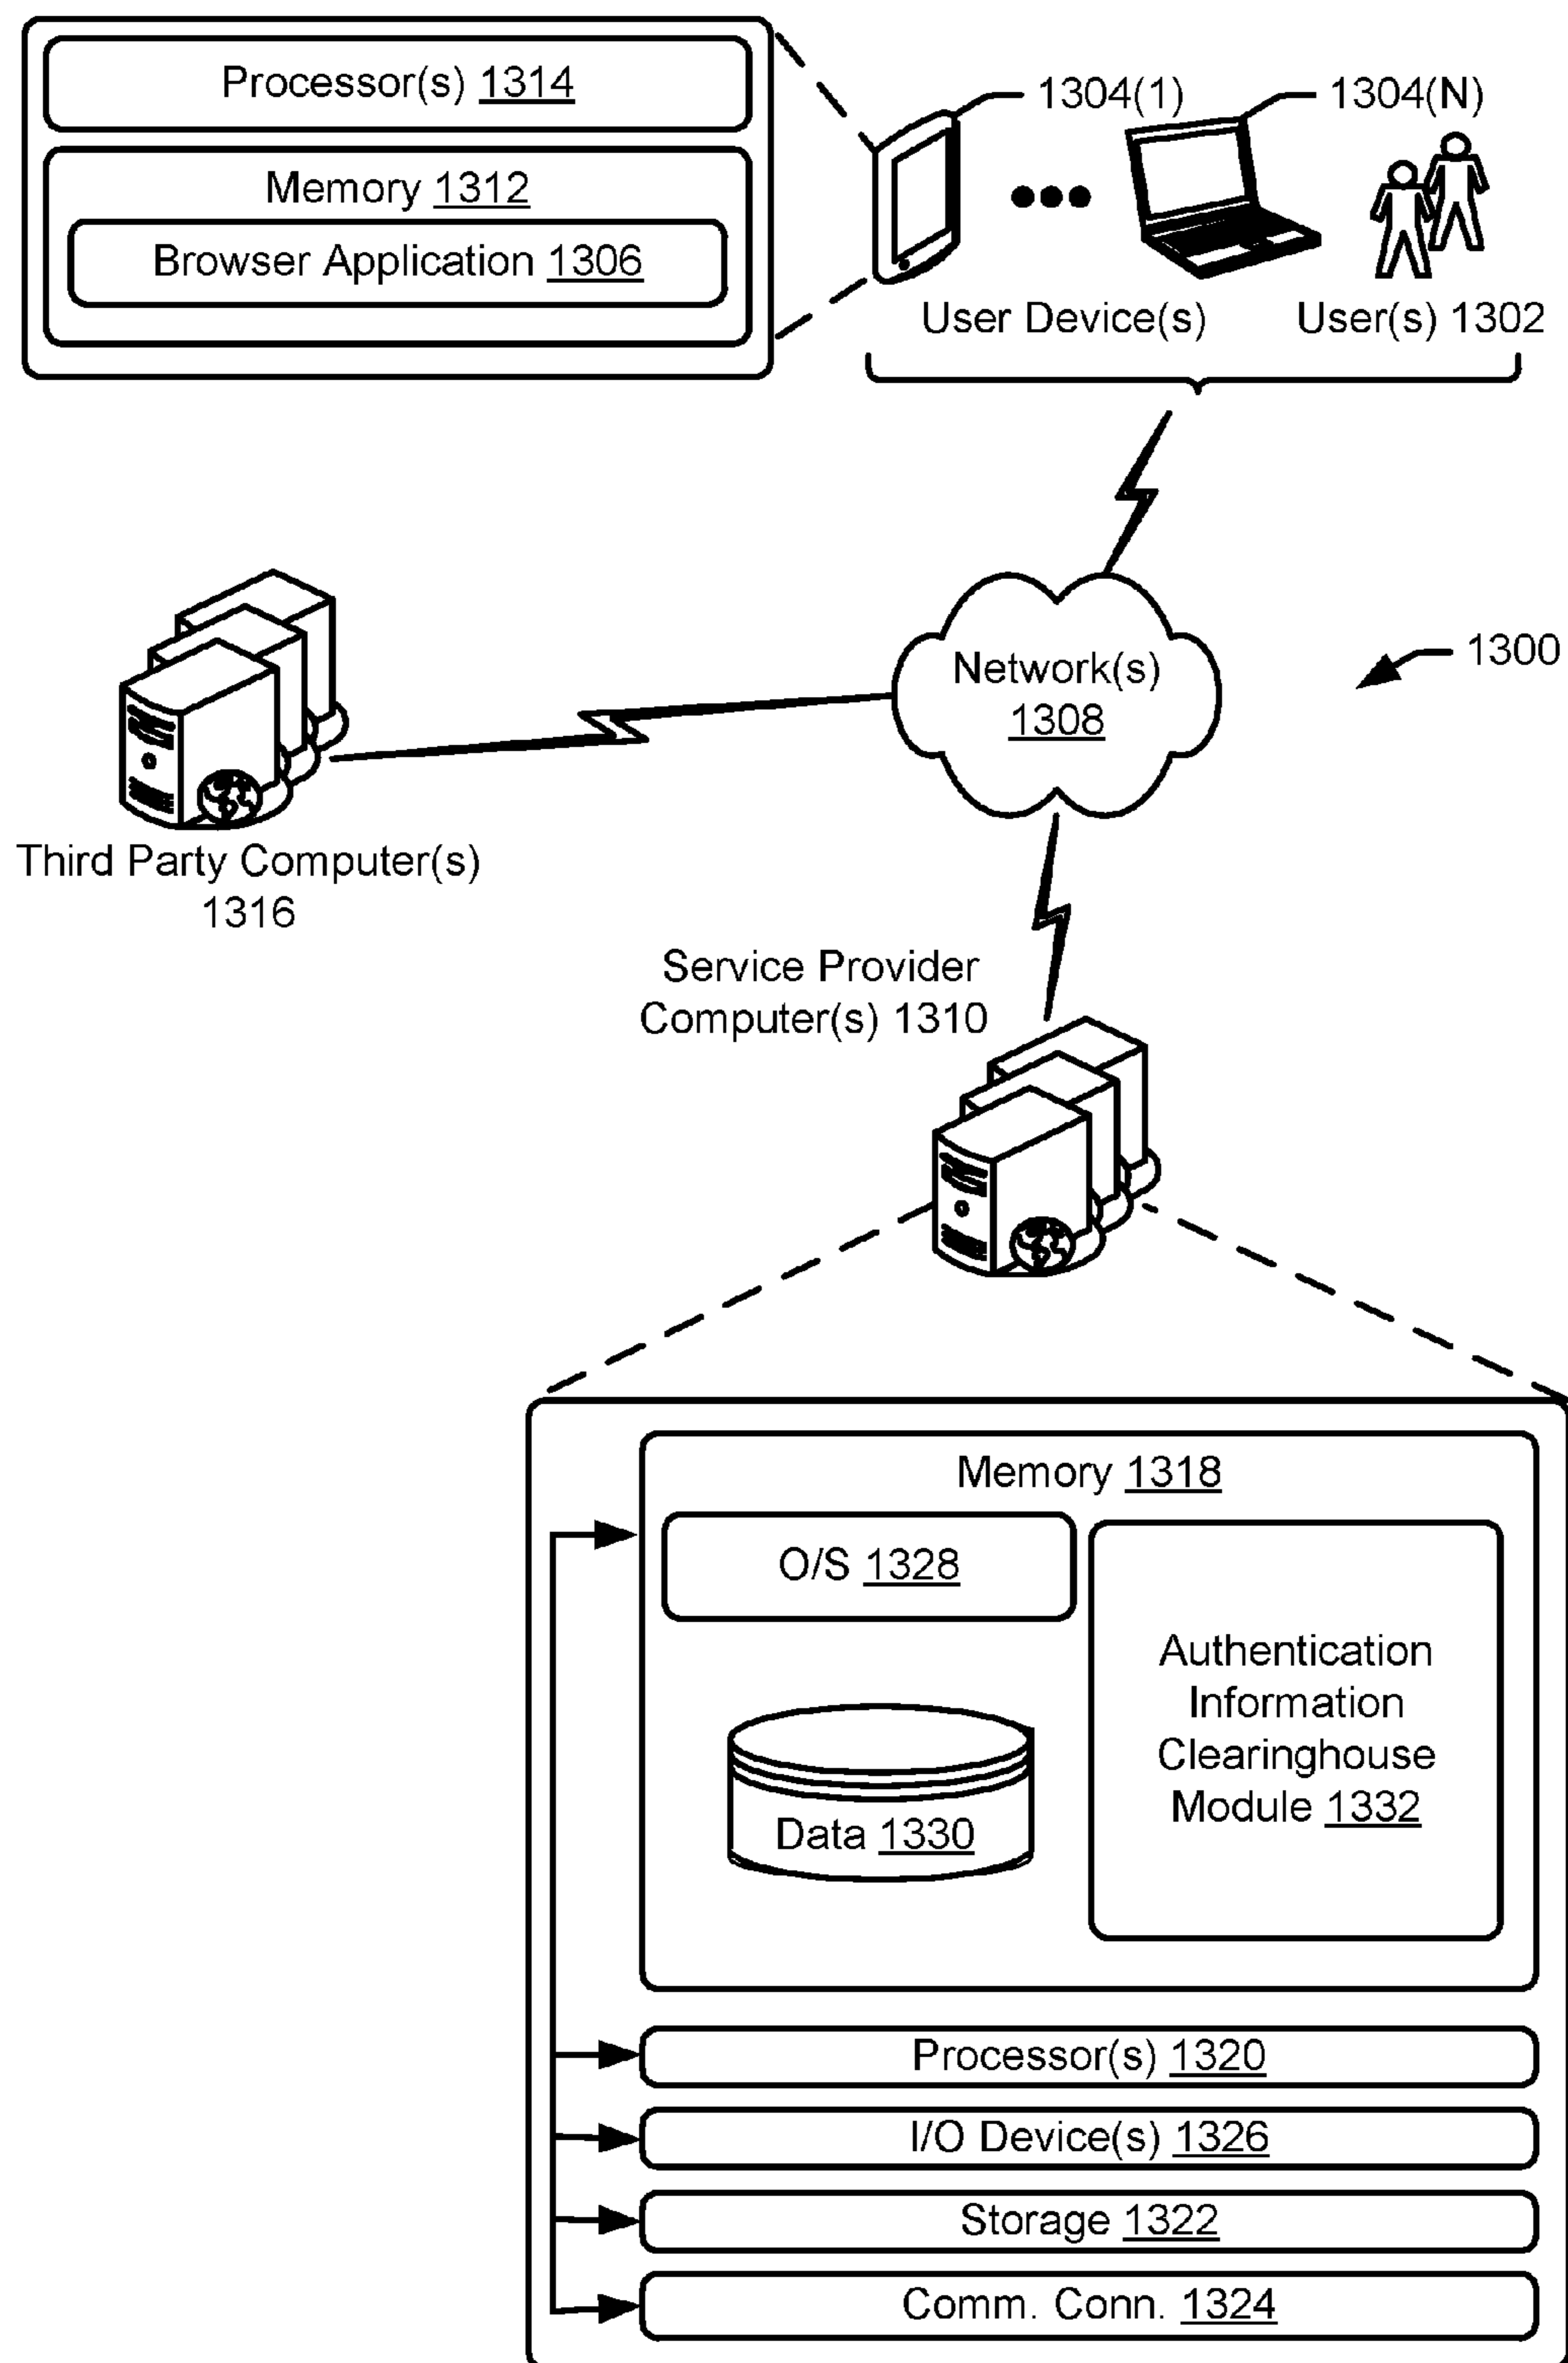 Processor(s) 1314
Memory 1312
Browser Application 1306
1304(1)
1304(N)
User Device(s)
User(s) 1302
Network(s)
1308
1300
Third Party Computer(s)
1316
Service Provider
Computer(s) 1310
Memory 1318
O/S 1328
Data 1330
Authentication
Information
Clearinghouse
Module 1332
Processor(s) 1320
I/O Device(s) 1326
Storage 1322
Comm. Conn. 1324